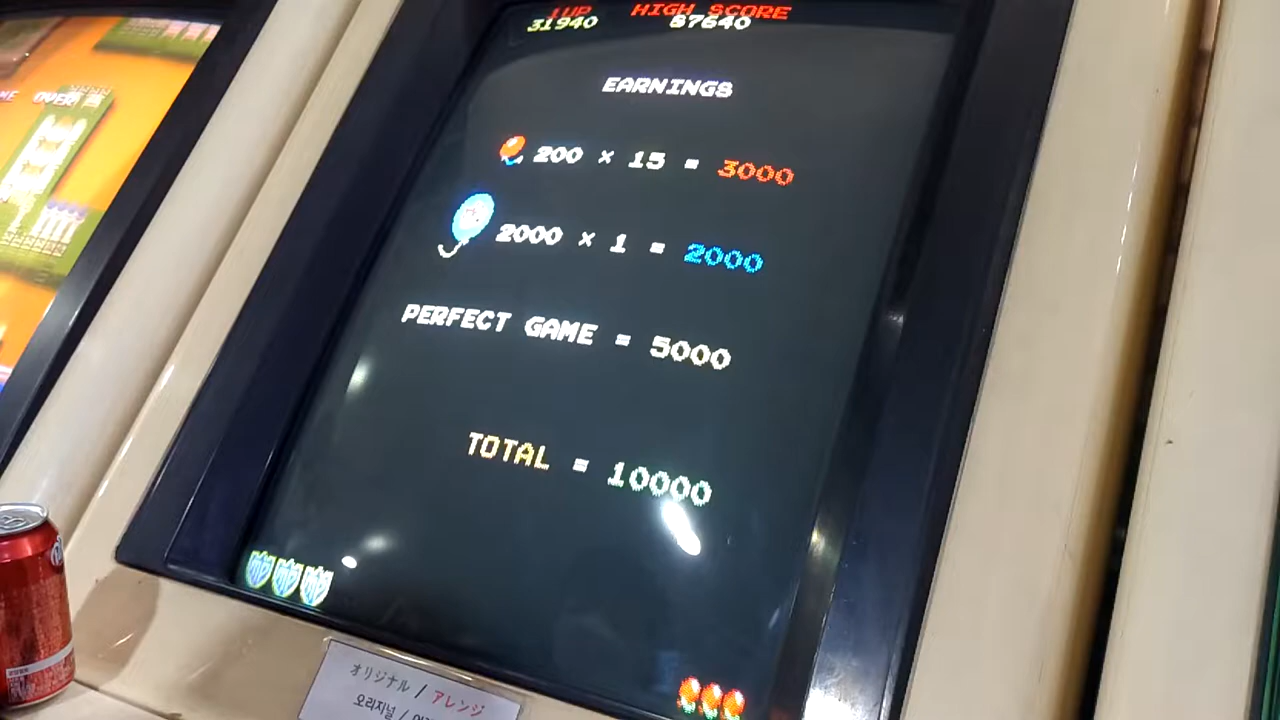 1UP HIGH SCORE
31940 87640
EARNINGS
200 × 15 = 3000
2000 × 1 = 2000
PERFECT GAME = 5000
TOTAL = 10000
オリジナル / アレンジ
오리지널 /
OVER